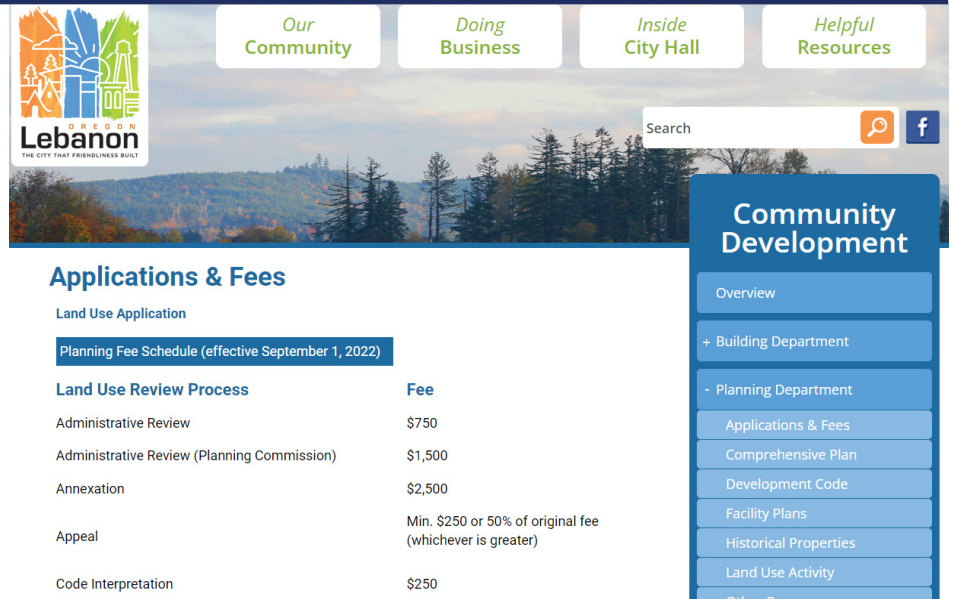 Our
Community
Doing
Business
Inside
City Hall
Helpful
Resources
OREGON
Lebanon
THE CITY THAT FRIENDLINESS BUILT
Search
f
Community
Development
Overview
+ Building Department
- Planning Department
Applications & Fees
Comprehensive Plan
Development Code
Facility Plans
Historical Properties
Land Use Activity
Applications & Fees
Land Use Application
Planning Fee Schedule (effective September 1, 2022)
Land Use Review Process Fee
Administrative Review $750
Administrative Review (Planning Commission) $1,500
Annexation $2,500
Appeal Min. $250 or 50% of original fee
(whichever is greater)
Code Interpretation $250